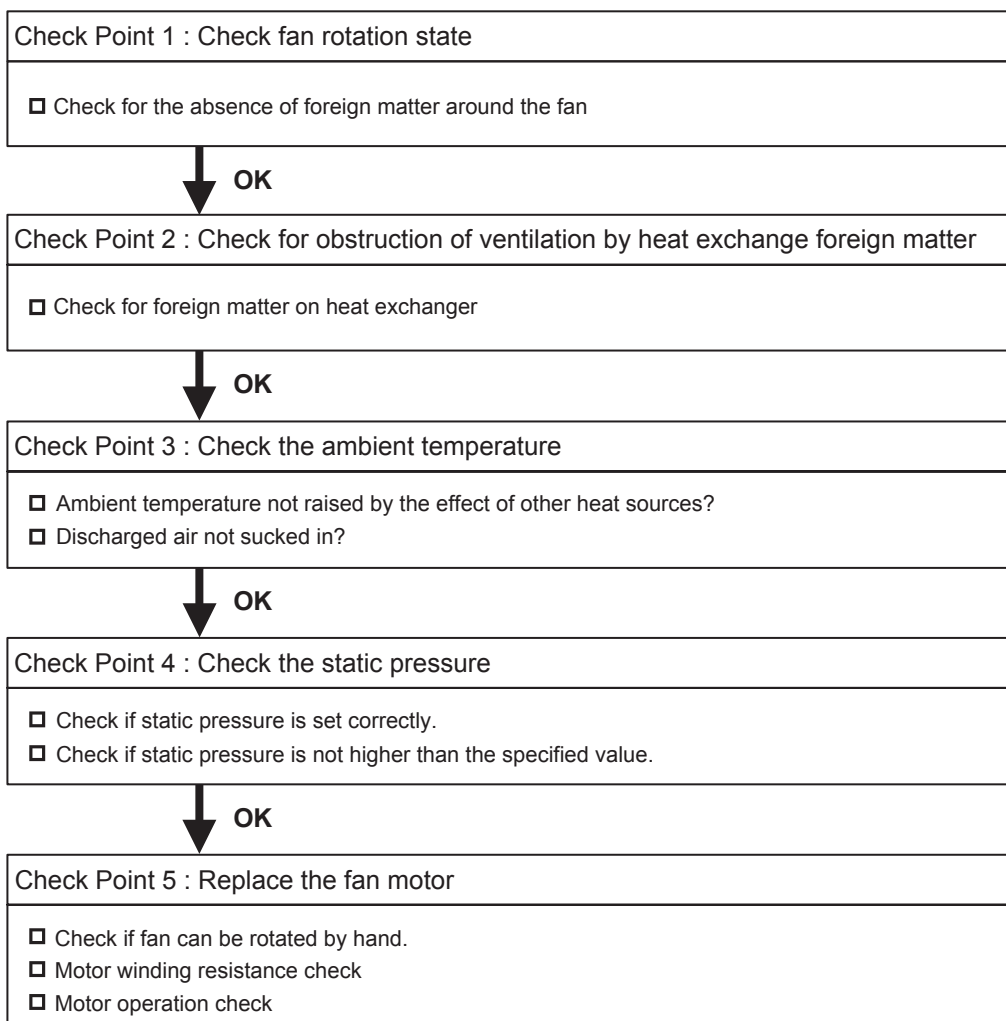 Check Point 1 : Check fan rotation state
Check for the absence of foreign matter around the fan
OK
Check Point 2 : Check for obstruction of ventilation by heat exchange foreign matter
Check for foreign matter on heat exchanger
OK
Check Point 3 : Check the ambient temperature
Ambient temperature not raised by the effect of other heat sources?
Discharged air not sucked in?
OK
Check Point 4 : Check the static pressure
Check if static pressure is set correctly.
Check if static pressure is not higher than the specified value.
OK
Check Point 5 : Replace the fan motor
Check if fan can be rotated by hand.
Motor winding resistance check
Motor operation check